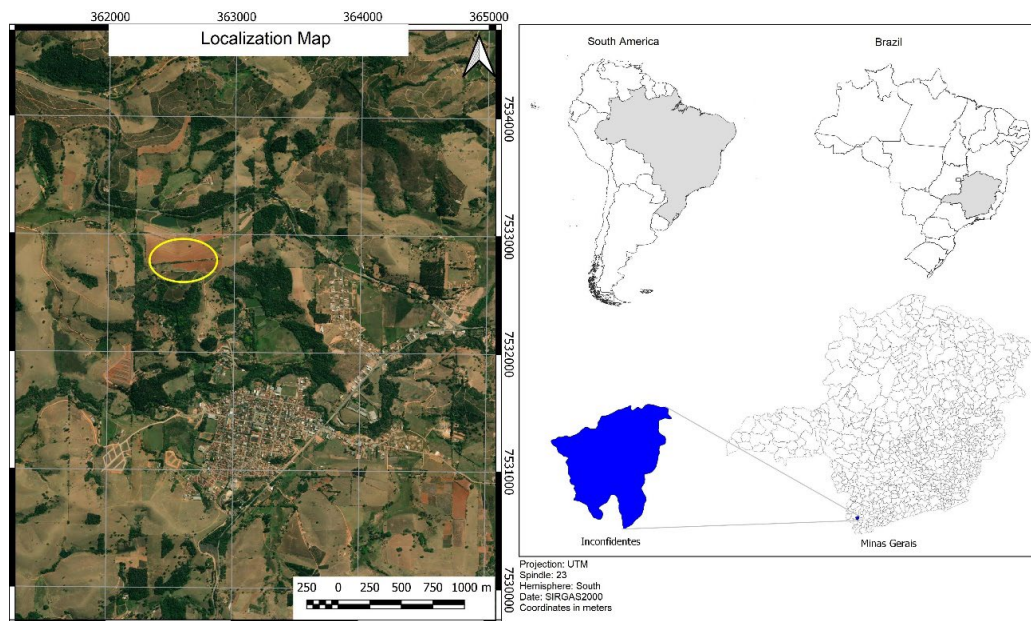 362000 363000 364000 365000
Localization Map
7534000
7533000
7532000
7531000
7530000
250 0 250 500 750 1000 m
South America
Brazil
Inconfidentes
Minas Gerais
Projection: UTM
Spindle: 23
Hemisphere: South
Date: SIRGAS2000
Coordinates in meters